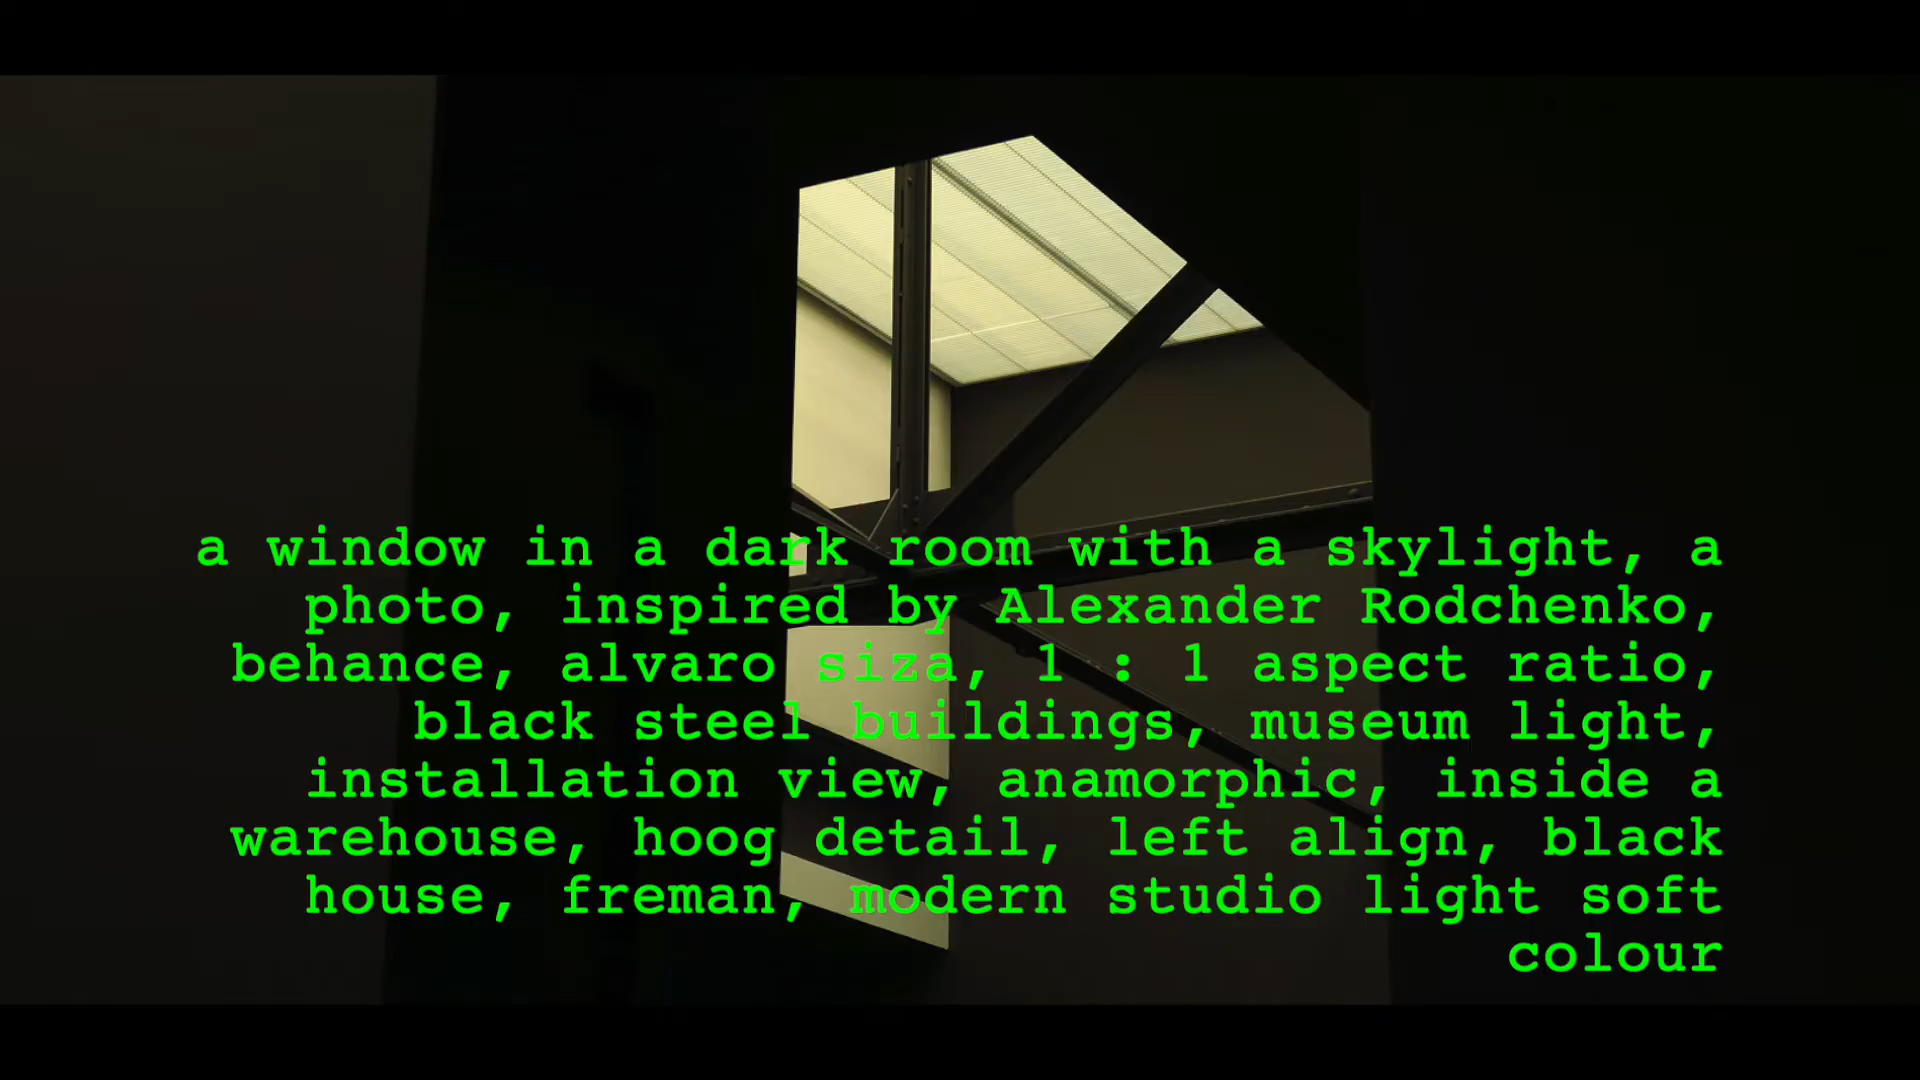 a window in a dark room with a skylight, a
photo, inspired by Alexander Rodchenko,
behance, alvaro siza, 1 : 1 aspect ratio,
black steel buildings, museum light,
installation view, anamorphic, inside a
warehouse, hoog detail, left align, black
house, freman, modern studio light soft
colour